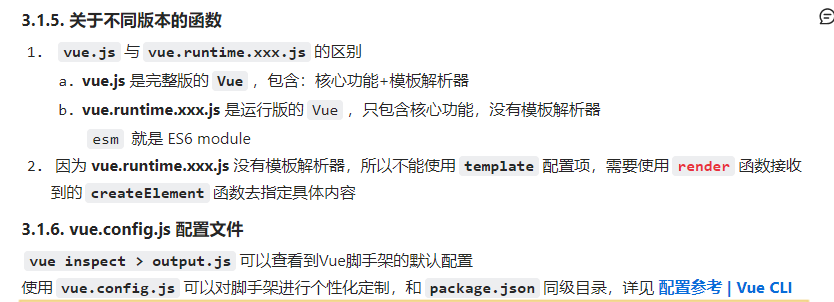 3.1.5. 关于不同版本的函数
1. vue.js 与 vue.runtime.xxx.js 的区别
a. vue.js 是完整版的 Vue ，包含：核心功能+模板解析器
b. vue.runtime.xxx.js 是运行版的 Vue ，只包含核心功能，没有模板解析器
esm 就是 ES6 module
2. 因为 vue.runtime.xxx.js 没有模板解析器，所以不能使用 template 配置项，需要使用 render 函数接收
到的 createElement 函数去指定具体内容
3.1.6. vue.config.js 配置文件
vue inspect > output.js 可以查看到Vue脚手架的默认配置
使用 vue.config.js 可以对脚手架进行个性化定制，和 package.json 同级目录，详见 配置参考 | Vue CLI